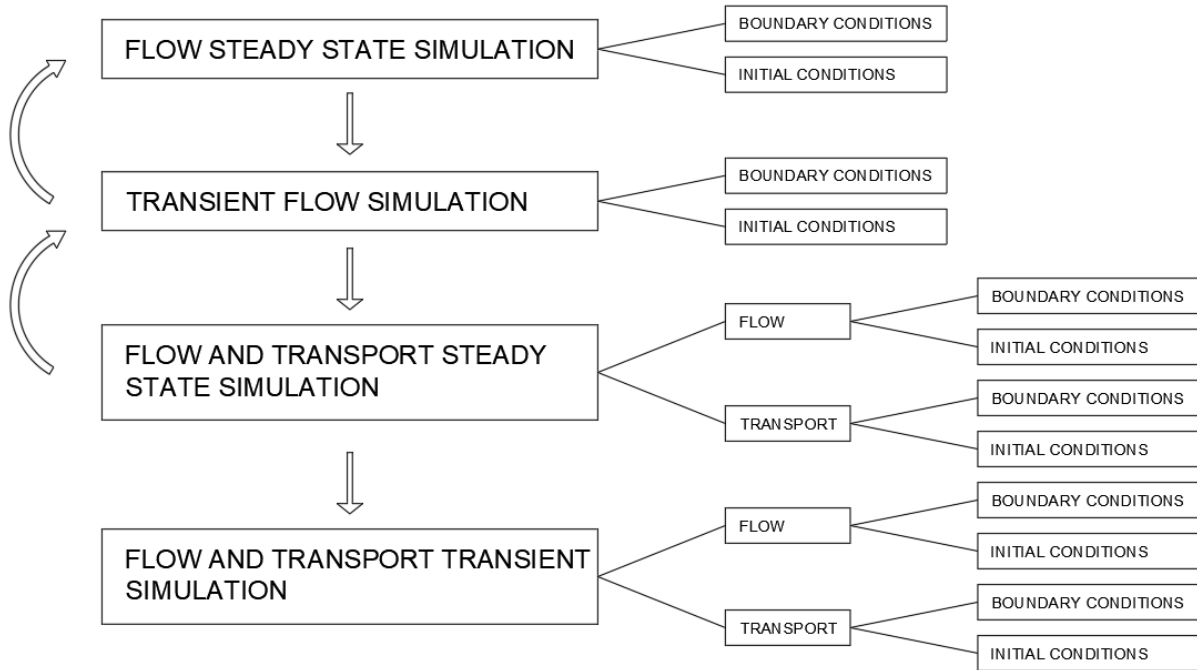 FLOW STEADY STATE SIMULATION
BOUNDARY CONDITIONS
INITIAL CONDITIONS
TRANSIENT FLOW SIMULATION
BOUNDARY CONDITIONS
INITIAL CONDITIONS
FLOW AND TRANSPORT STEADY
STATE SIMULATION
FLOW
BOUNDARY CONDITIONS
INITIAL CONDITIONS
TRANSPORT
BOUNDARY CONDITIONS
INITIAL CONDITIONS
FLOW AND TRANSPORT TRANSIENT
SIMULATION
FLOW
BOUNDARY CONDITIONS
INITIAL CONDITIONS
TRANSPORT
BOUNDARY CONDITIONS
INITIAL CONDITIONS